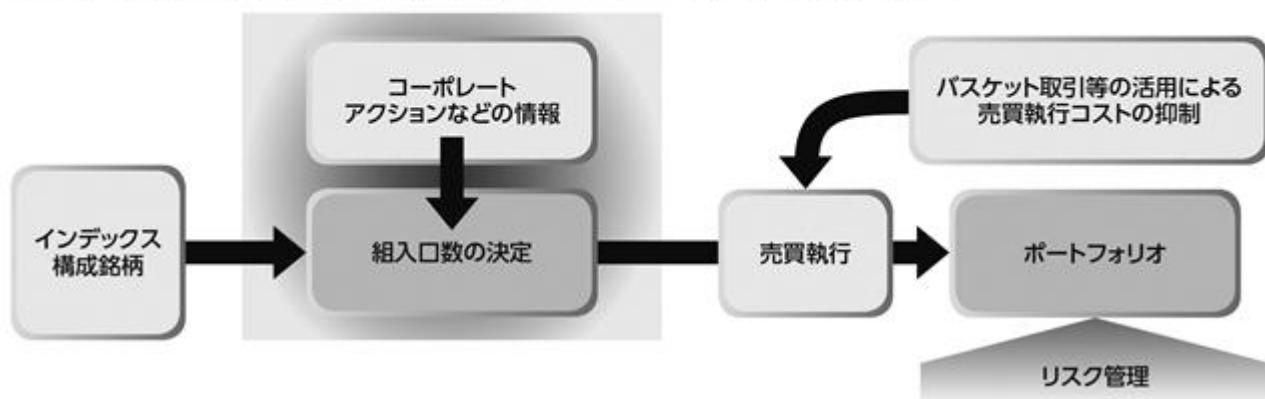 コーポレート
アクションなどの情報
バスケット取引等の活用による
売買執行コストの抑制
インデックス
構成銘柄
組入口数の決定
売買執行
ポートフォリオ
リスク管理